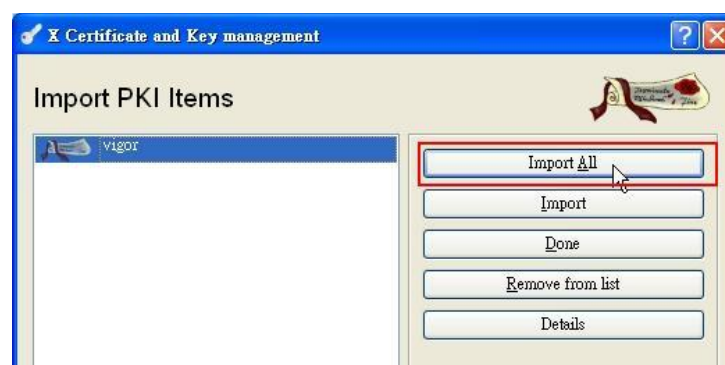 X Certificate and Key management
Import PKI Items
vigor
Import All
Import
Done
Remove from list
Details